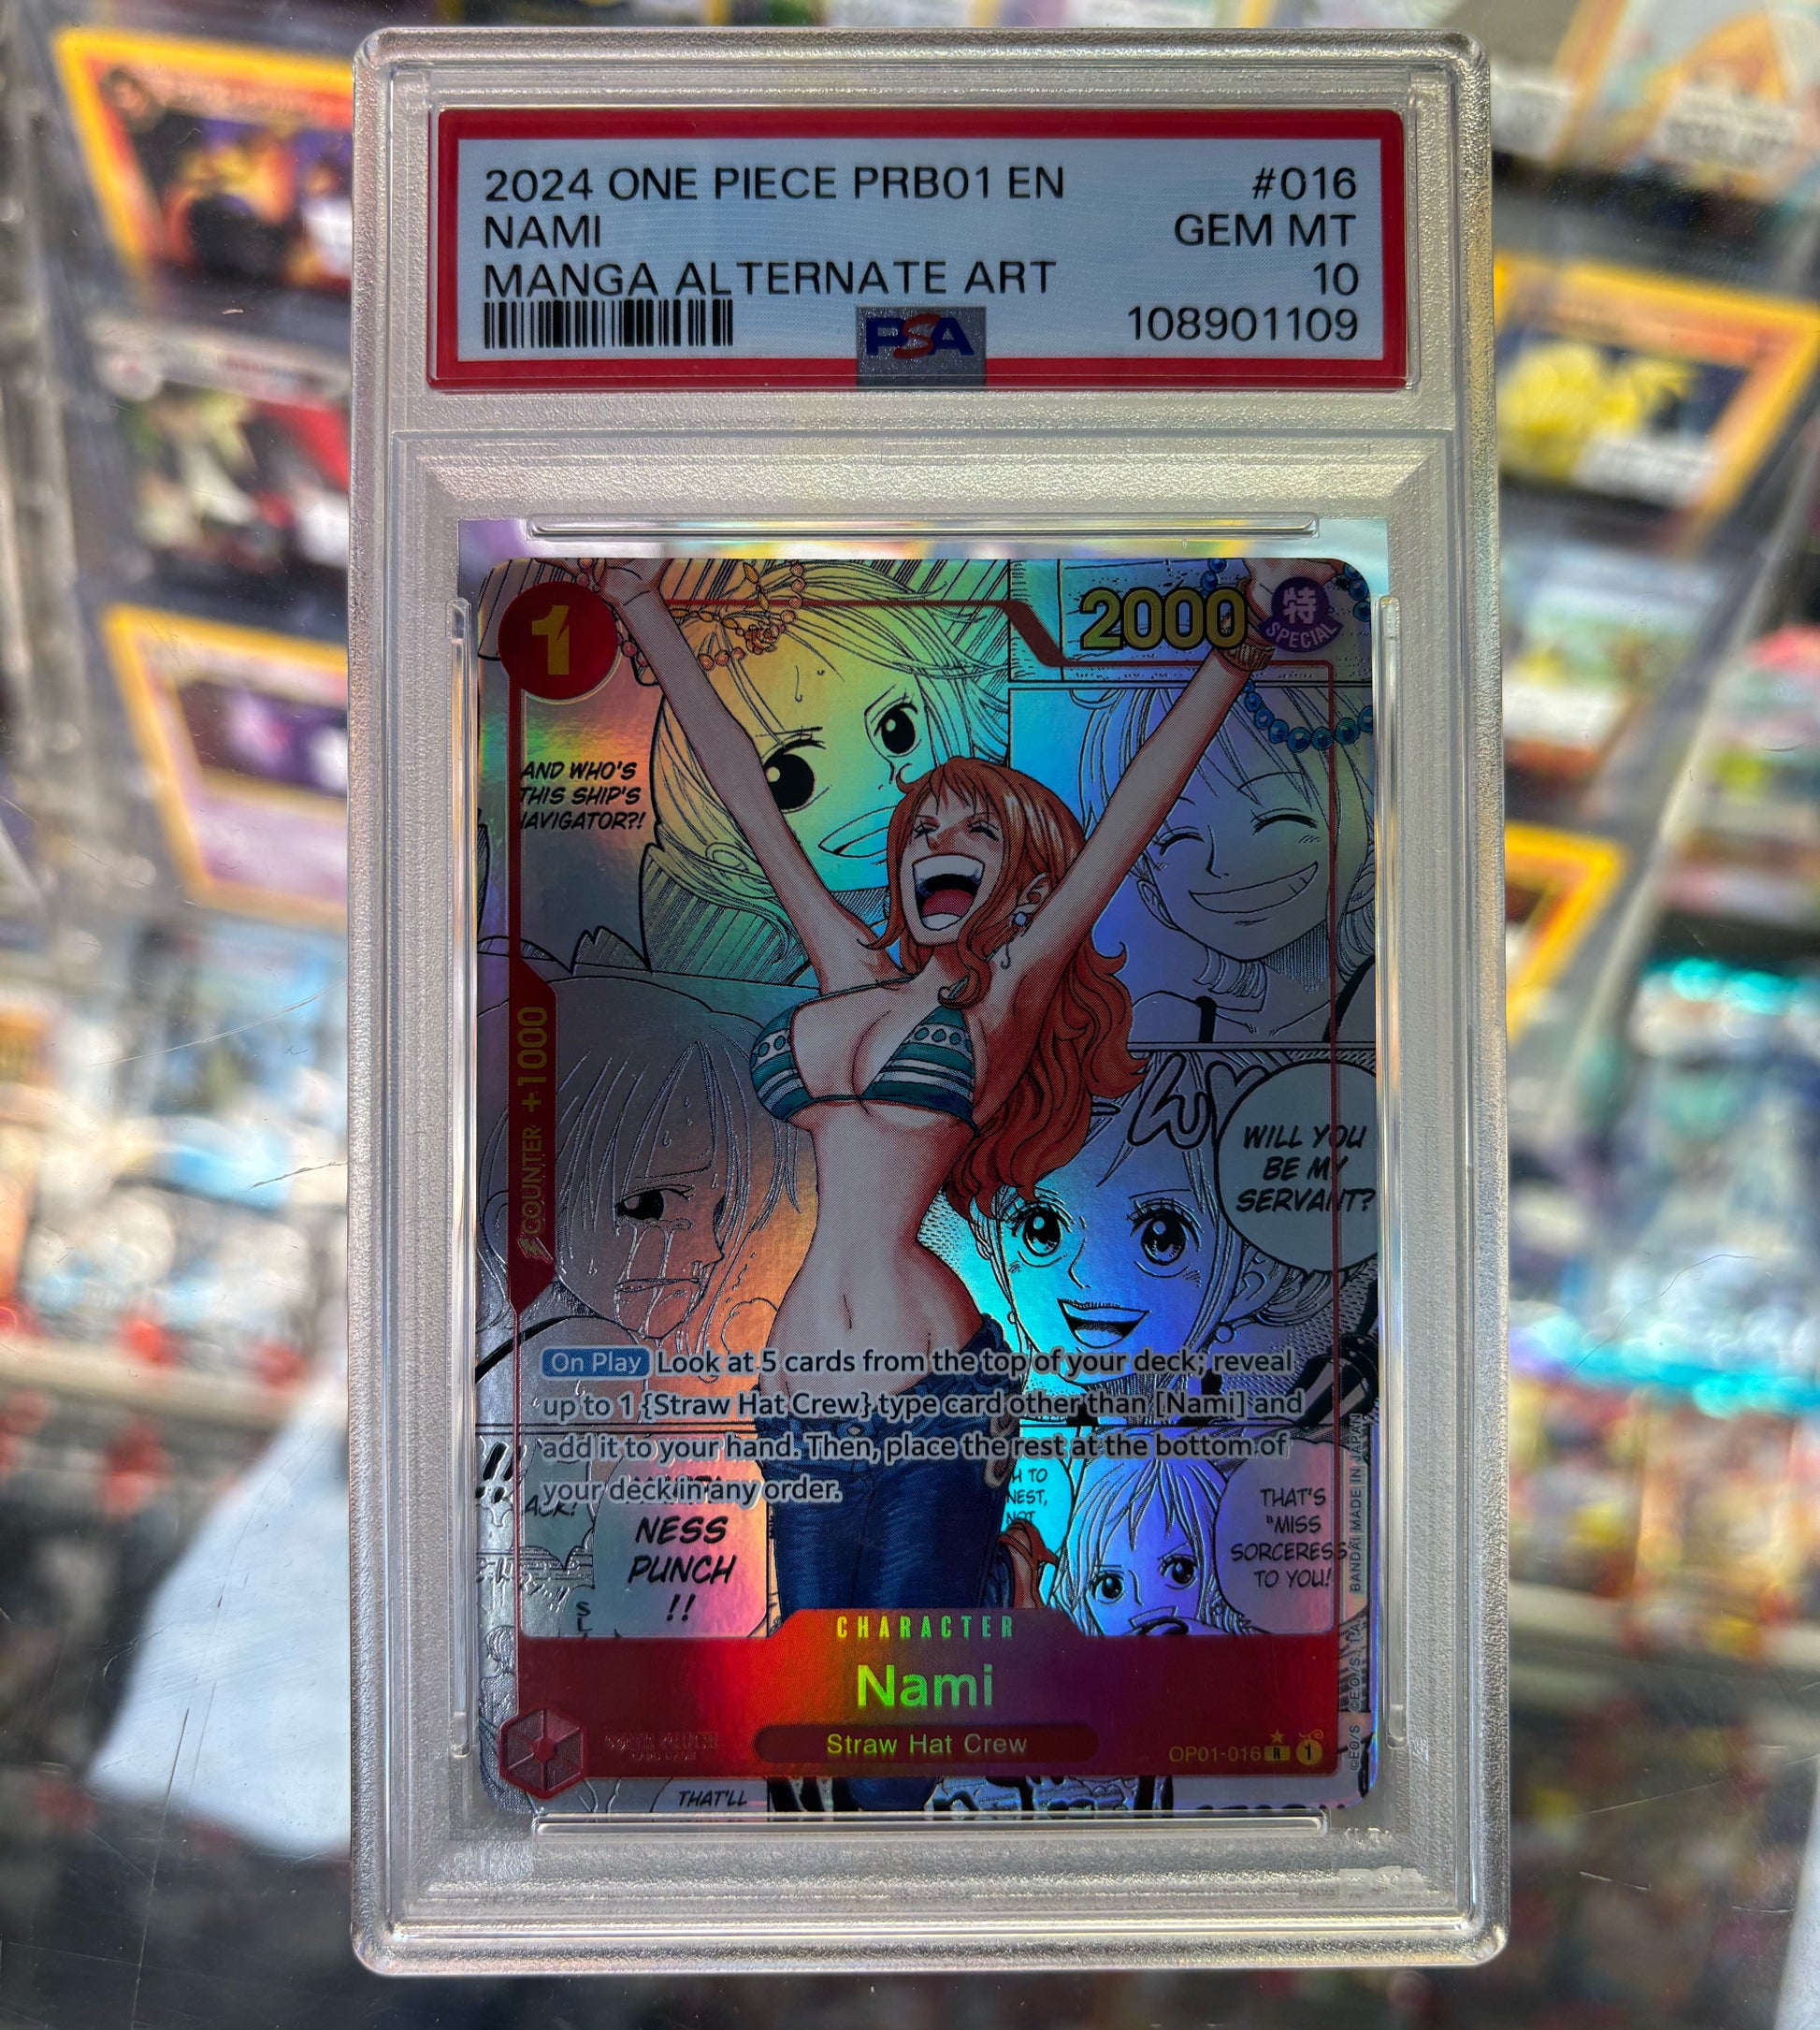 2024 ONE PIECE PRB01 EN #016
NAMI GEM MT
MANGA ALTERNATE ART 10
PSA 108901109
1
2000 特
SPECIAL
AND WHO'S
THIS SHIP'S
NAVIGATOR?!
COUNTER +1000
WILL YOU
BE MY
SERVANT?
On Play Look at 5 cards from the top of your deck; reveal
up to 1 {Straw Hat Crew} type card other than [Nami] and
add it to your hand. Then, place the rest at the bottom of
your deck in any order.
NESS
PUNCH
!!
THAT'S
"MISS
SORCERESS
TO YOU!
BANDAI MADE IN JAPAN
CHARACTER
Nami
Straw Hat Crew
OP01-016 R 1
THAT'LL